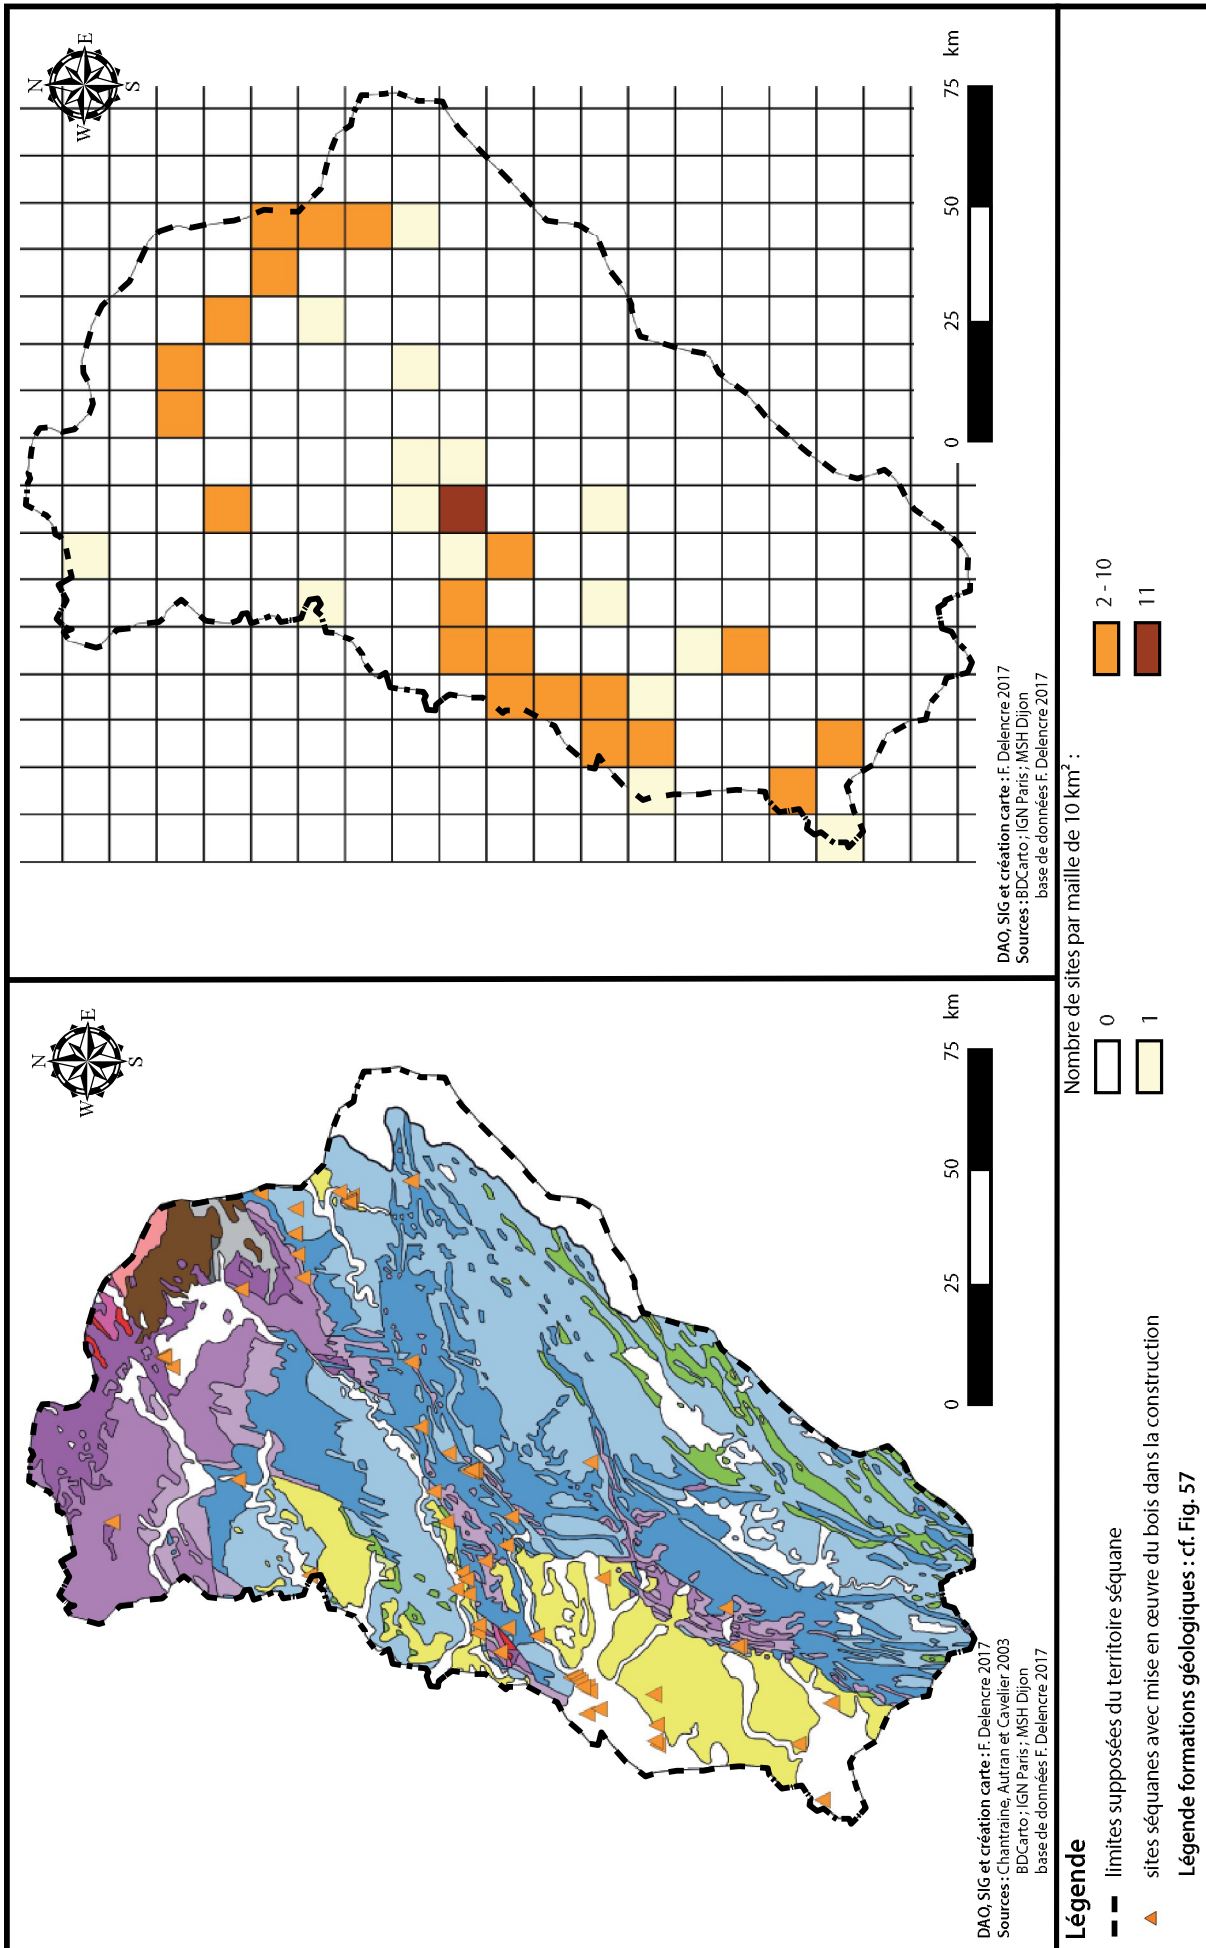 N
E
S
W
0
25
50
75
km
DAO, SIG et création carte : F. Delencre 2017
Sources : Chantraine, Autran et Cavelier 2003
BDCarto ; IGN Paris ; MSH Dijon
base de données F. Delencre 2017
N
E
S
W
0
25
50
75
km
DAO, SIG et création carte : F. Delencre 2017
Sources : BDCarto ; IGN Paris ; MSH Dijon
base de données F. Delencre 2017
Légende
limites supposées du territoire séquane
sites séquanes avec mise en œuvre du bois dans la construction
Légende formations géologiques : cf. Fig. 57
Nombre de sites par maille de 10 km² :
0
1
2 - 10
11